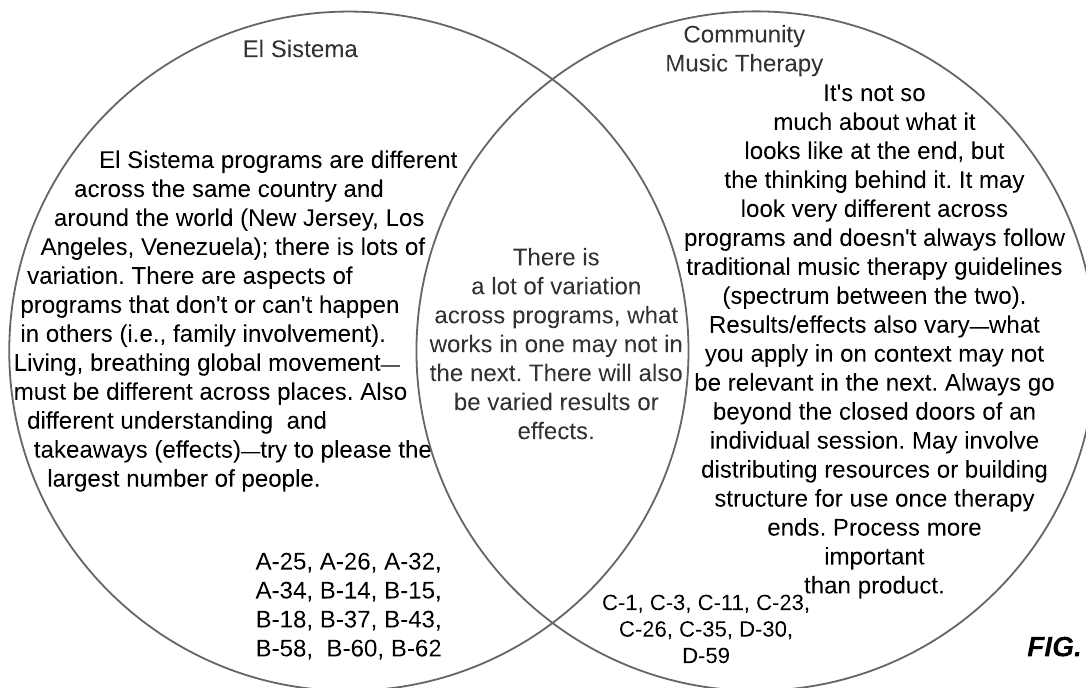 El Sistema
El Sistema programs are different
across the same country and
around the world (New Jersey, Los
Angeles, Venezuela); there is lots of
variation. There are aspects of
programs that don't or can't happen
in others (i.e., family involvement).
Living, breathing global movement—
must be different across places. Also
different understanding  and
takeaways (effects)—try to please the
largest number of people.
A-25, A-26, A-32,
A-34, B-14, B-15,
B-18, B-37, B-43,
B-58,  B-60, B-62
There is
a lot of variation
across programs, what
works in one may not in
the next. There will also
be varied results or
effects.
Community
Music Therapy
It's not so
much about what it
looks like at the end, but
the thinking behind it. It may
look very different across
programs and doesn't always follow
traditional music therapy guidelines
(spectrum between the two).
Results/effects also vary—what
you apply in on context may not
be relevant in the next. Always go
beyond the closed doors of an
individual session. May involve
distributing resources or building
structure for use once therapy
ends. Process more
important
than product.
C-1, C-3, C-11, C-23,
C-26, C-35, D-30,
D-59
FIG.